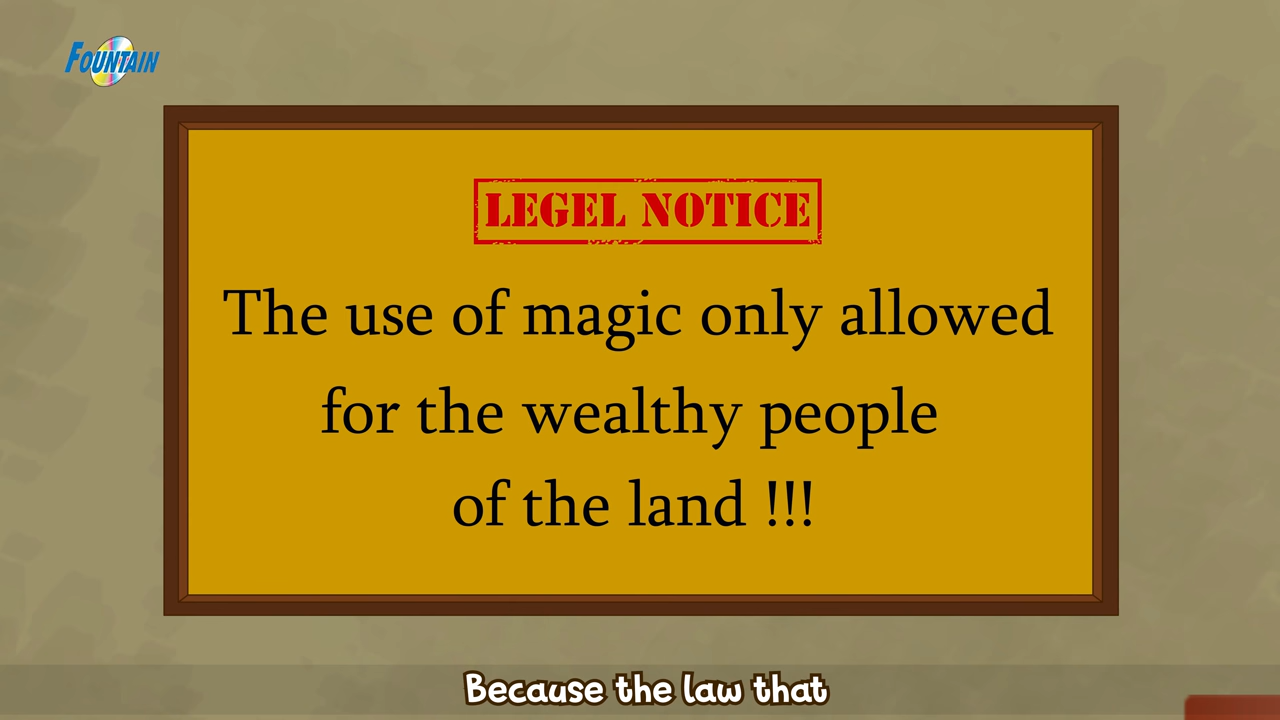 FOUNTAIN
LEGEL NOTICE
The use of magic only allowed
for the wealthy people
of the land !!!
Because the law that